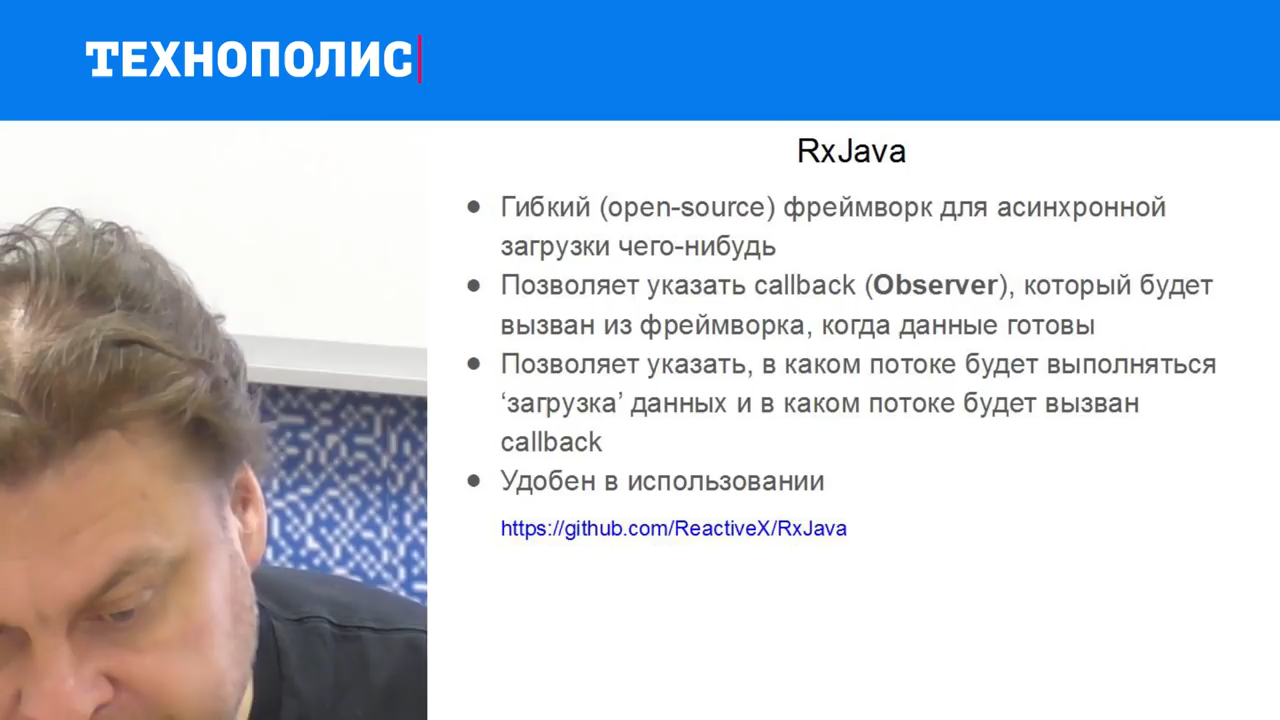 ТЕХНОПОЛИС
RxJava
● Гибкий (open-source) фреймворк для асинхронной
загрузки чего-нибудь
● Позволяет указать callback (Observer), который будет
вызван из фреймворка, когда данные готовы
● Позволяет указать, в каком потоке будет выполняться
‘загрузка’ данных и в каком потоке будет вызван
callback
● Удобен в использовании
https://github.com/ReactiveX/RxJava